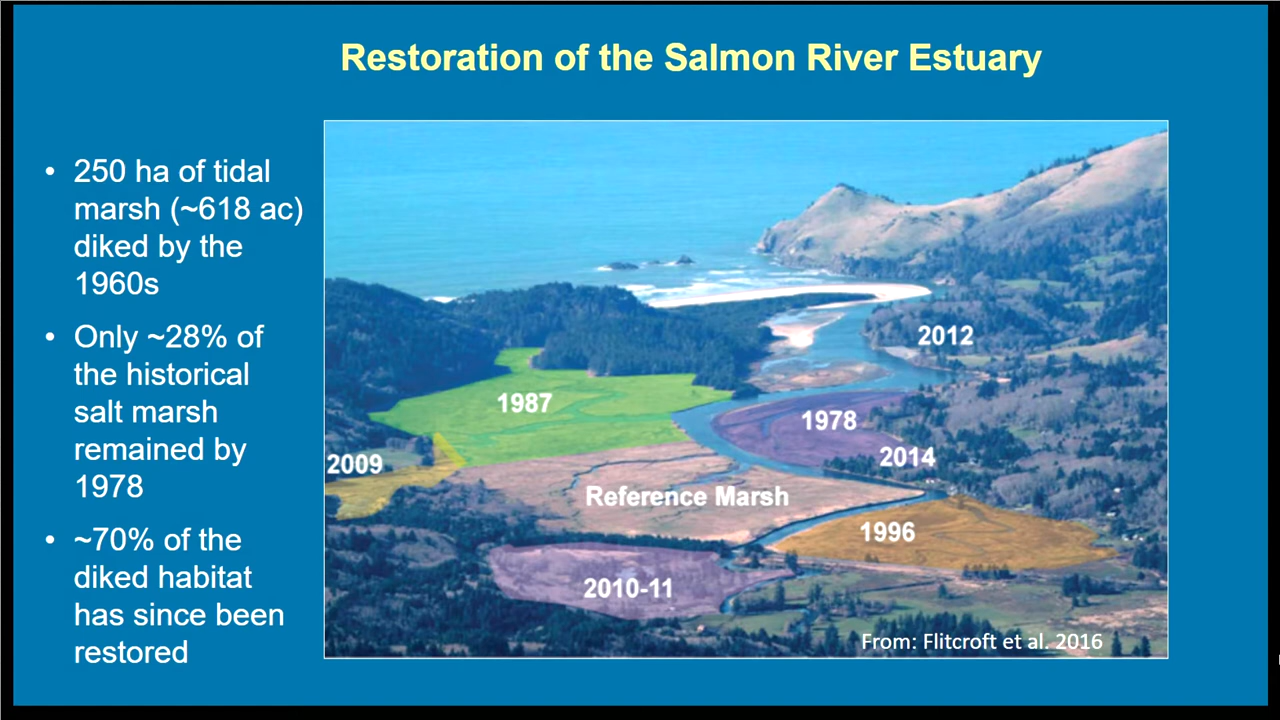 Restoration of the Salmon River Estuary
• 250 ha of tidal
marsh (~618 ac)
diked by the
1960s
• Only ~28% of
the historical
salt marsh
remained by
1978
• ~70% of the
diked habitat
has since been
restored
2012
1987
1978
2014
2009
Reference Marsh
1996
2010-11
From: Flitcroft et al. 2016